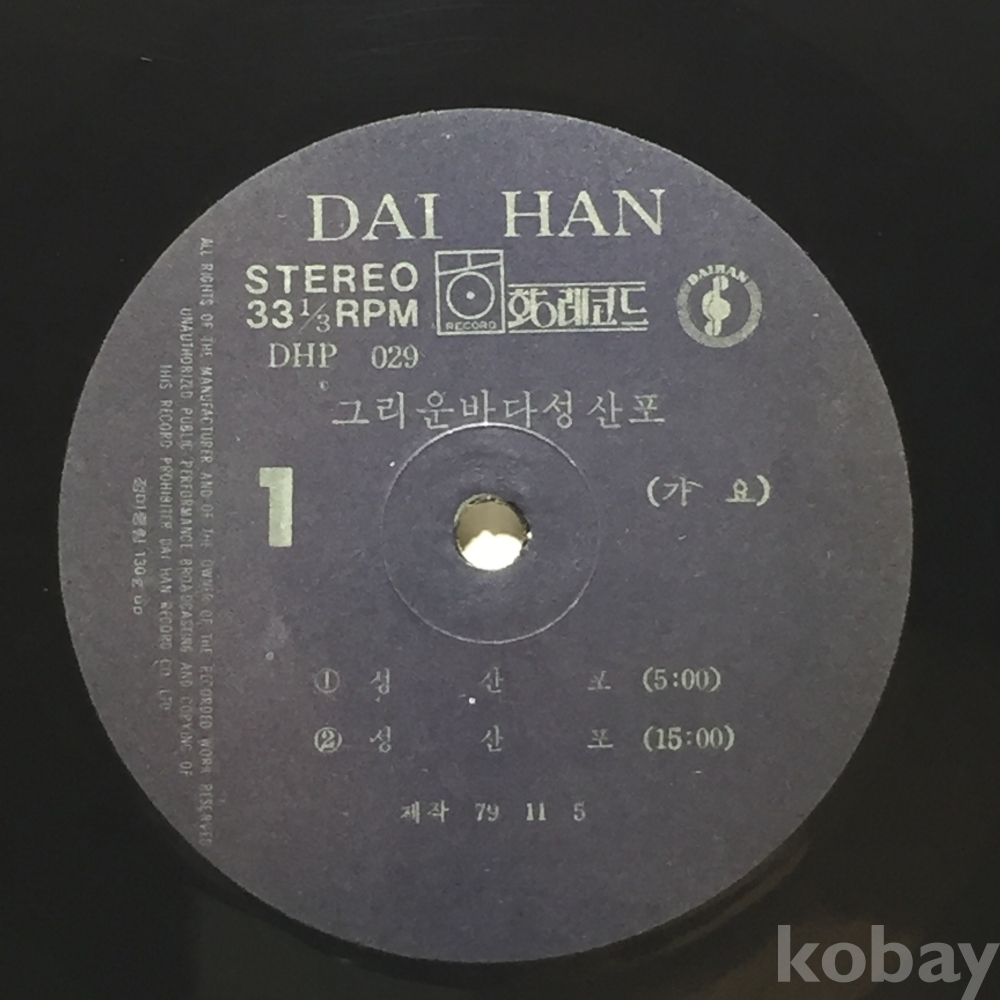 DAI HAN
STEREO
33 1/3 RPM
RECORD
레코드
DAIHAN
DHP 029
그리운바다성산포
1
(가 요)
① 성 산 포 (5:00)
② 성 산 포 (15:00)
제작 79 11 5
ALL RIGHTS OF THE MANUFACTURER AND OF THE OWNER OF THE RECORDED WORK RESERVED
UNAUTHORIZED PUBLIC PERFORMANCE BROADCASTING AND COPYING OF
THIS RECORD PROHIBITER DAI HAN RECORD CO LTD
130g up
kobay